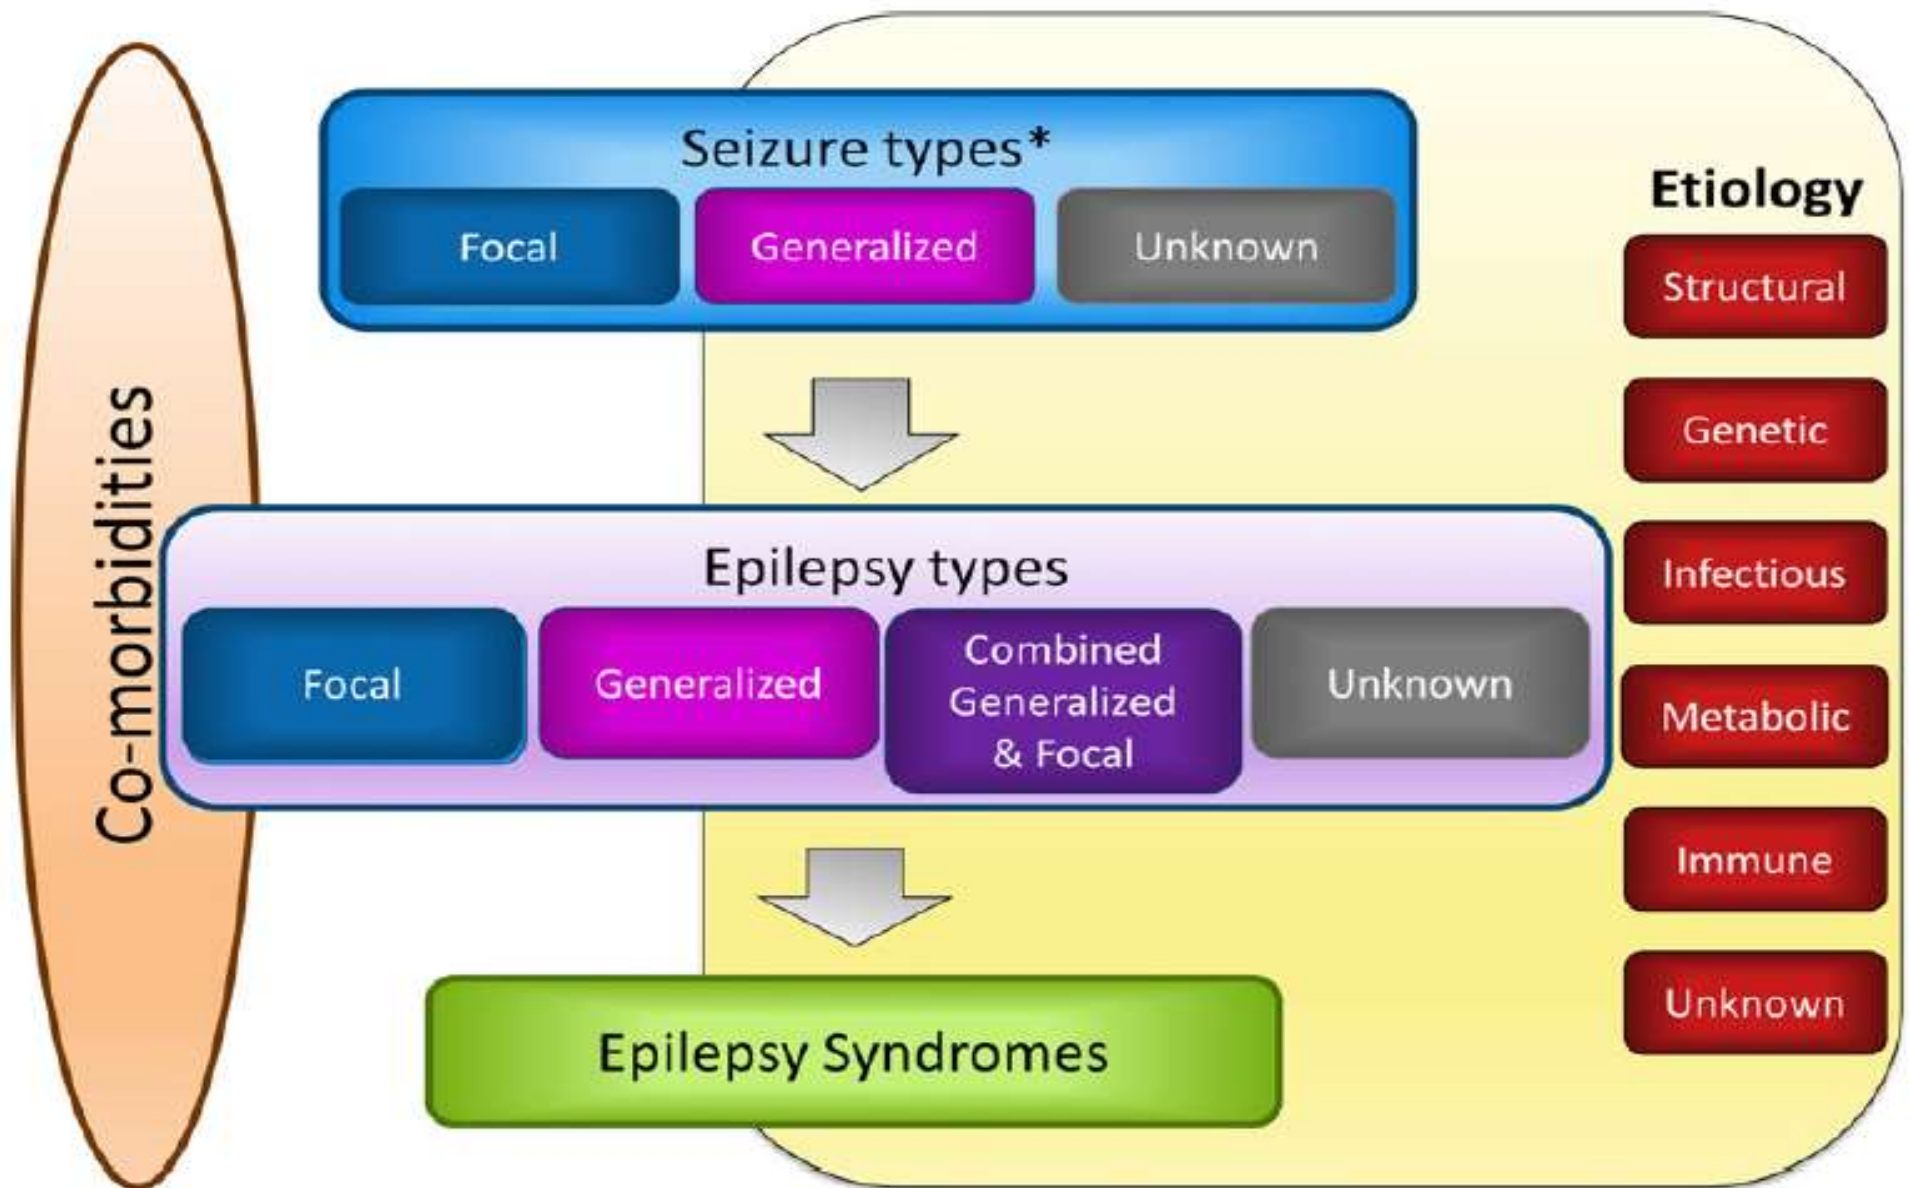 Co-morbidities
Seizure types*
Focal
Generalized
Unknown
Epilepsy types
Focal
Generalized
Combined
Generalized
& Focal
Unknown
Epilepsy Syndromes
Etiology
Structural
Genetic
Infectious
Metabolic
Immune
Unknown